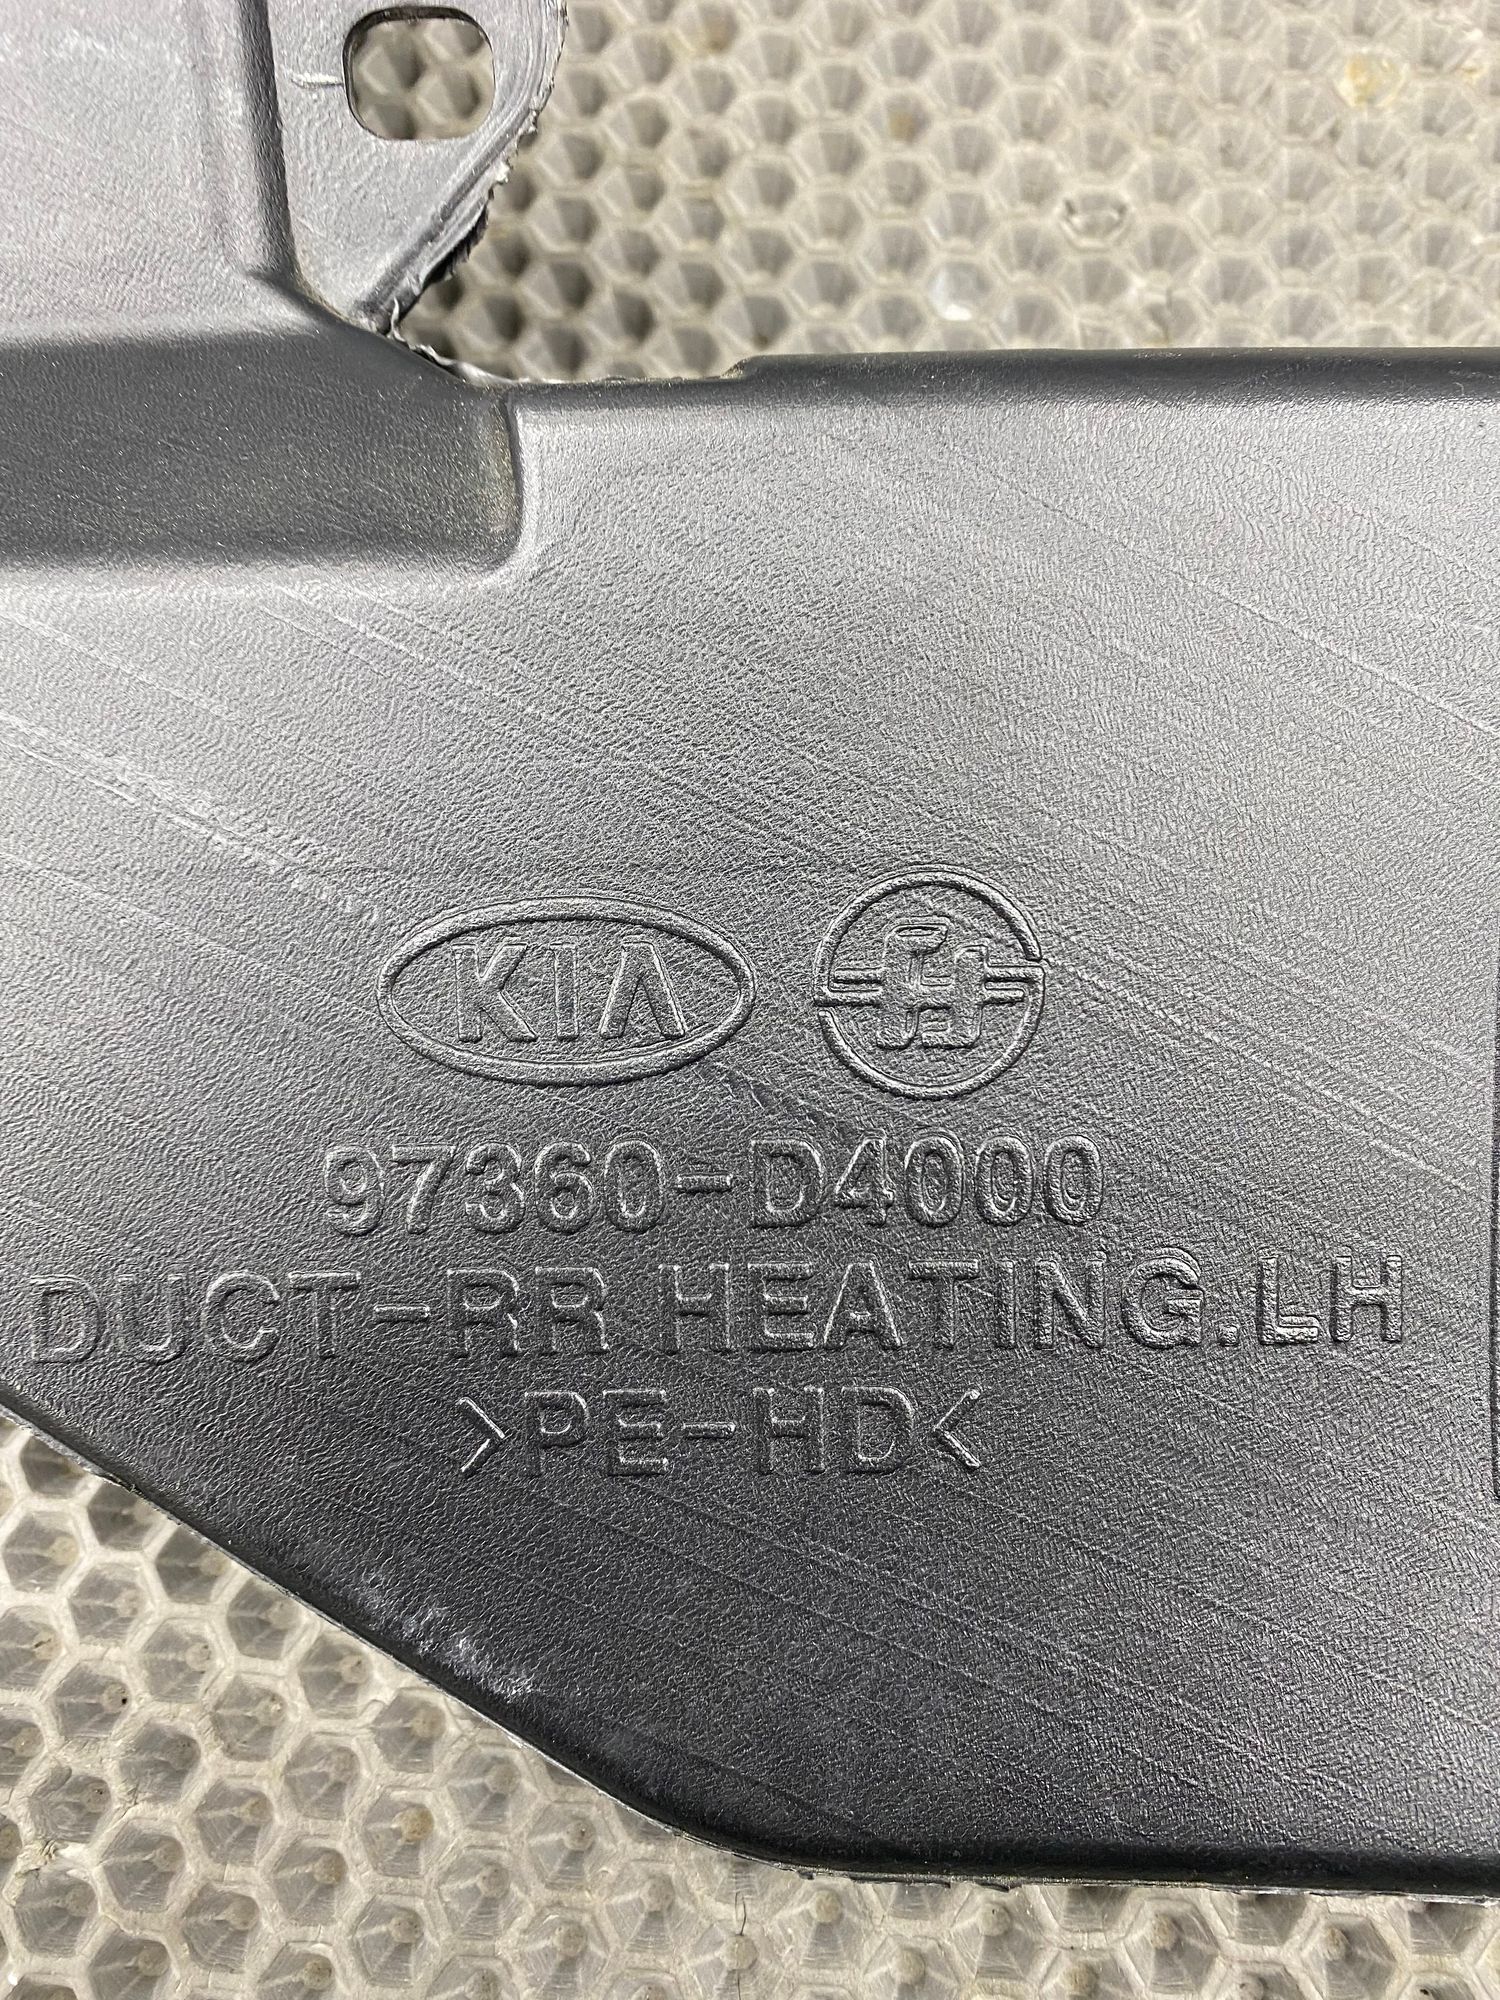 KIA
97360-D4000
DUCT-RR HEATING.LH
>PE-HD<